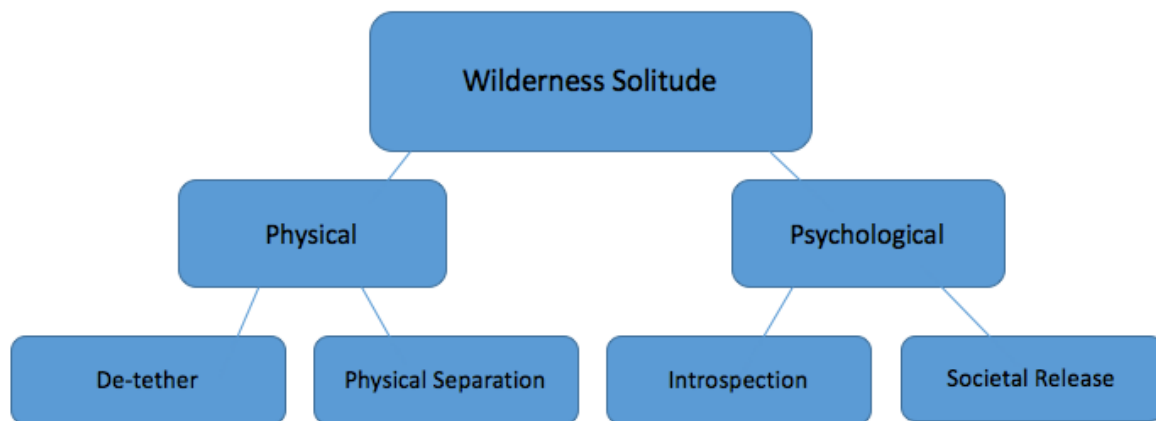 Wilderness Solitude
Physical
Psychological
De-tether
Physical Separation
Introspection
Societal Release